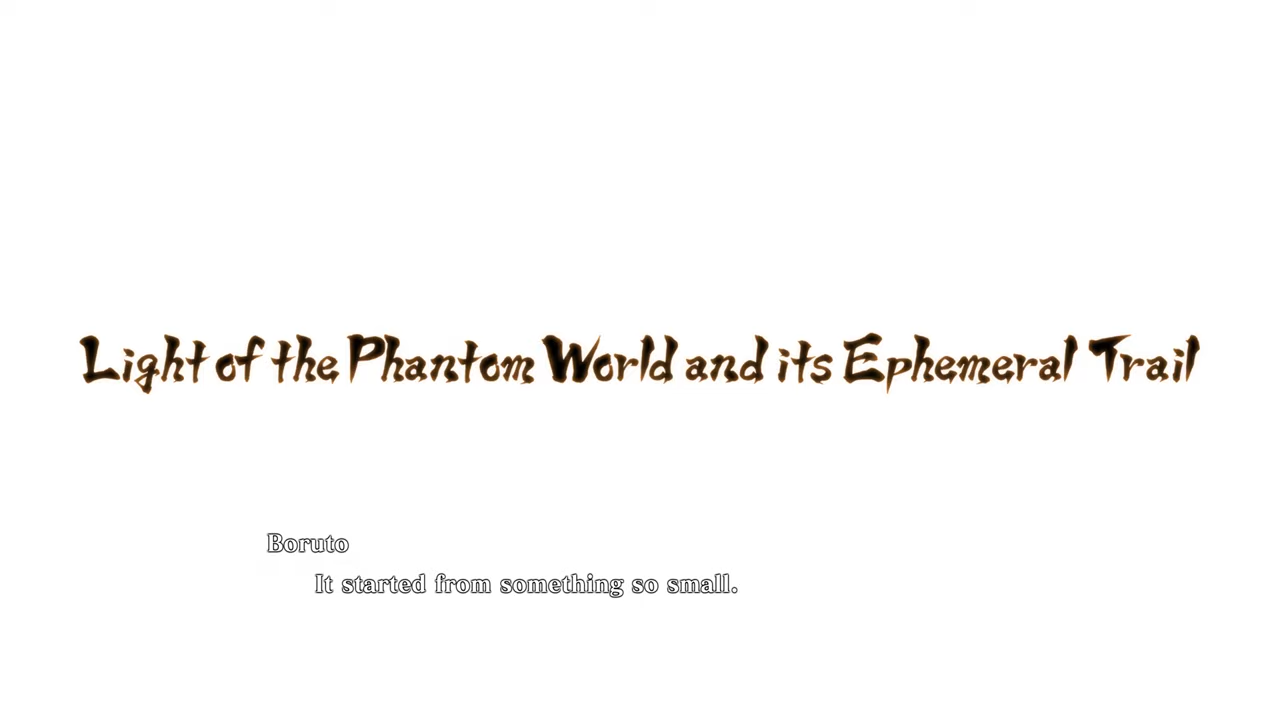 Light of the Phantom World and its Ephemeral Trail
Boruto
It started from something so small.